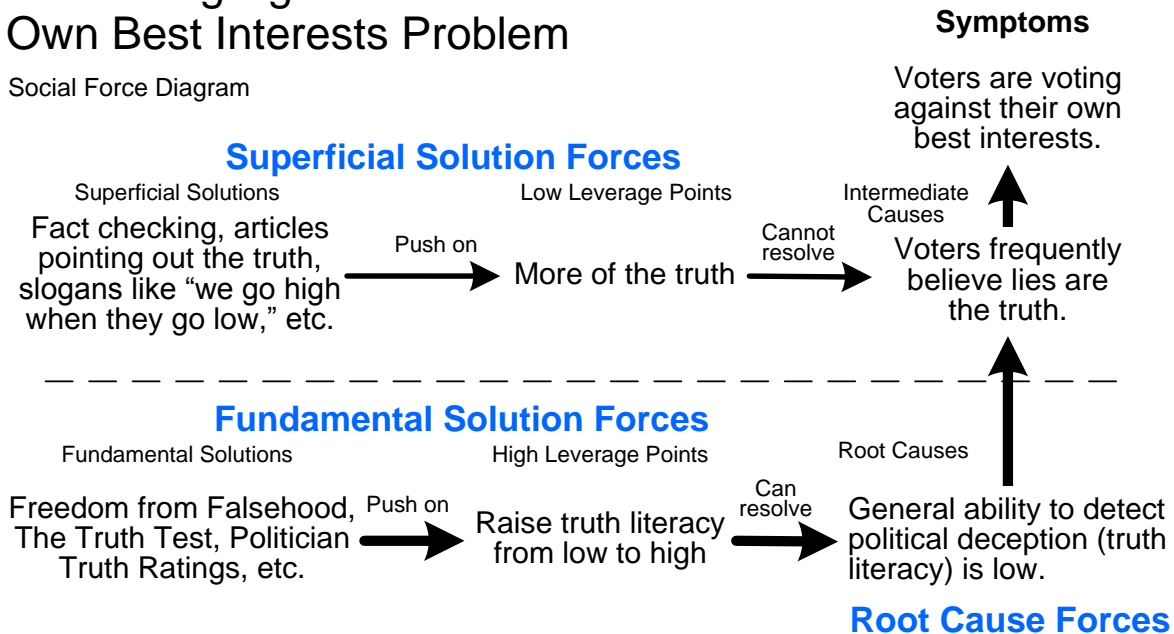 Own Best Interests Problem
Social Force Diagram
Symptoms
Voters are voting
against their own
best interests.
Superficial Solution Forces
Superficial Solutions
Fact checking, articles
pointing out the truth,
slogans like “we go high
when they go low,” etc.
Push on
Low Leverage Points
More of the truth
Cannot
resolve
Intermediate
Causes
Voters frequently
believe lies are
the truth.
Fundamental Solution Forces
Fundamental Solutions
Freedom from Falsehood,
The Truth Test, Politician
Truth Ratings, etc.
Push on
High Leverage Points
Raise truth literacy
from low to high
Can
resolve
Root Causes
General ability to detect
political deception (truth
literacy) is low.
Root Cause Forces